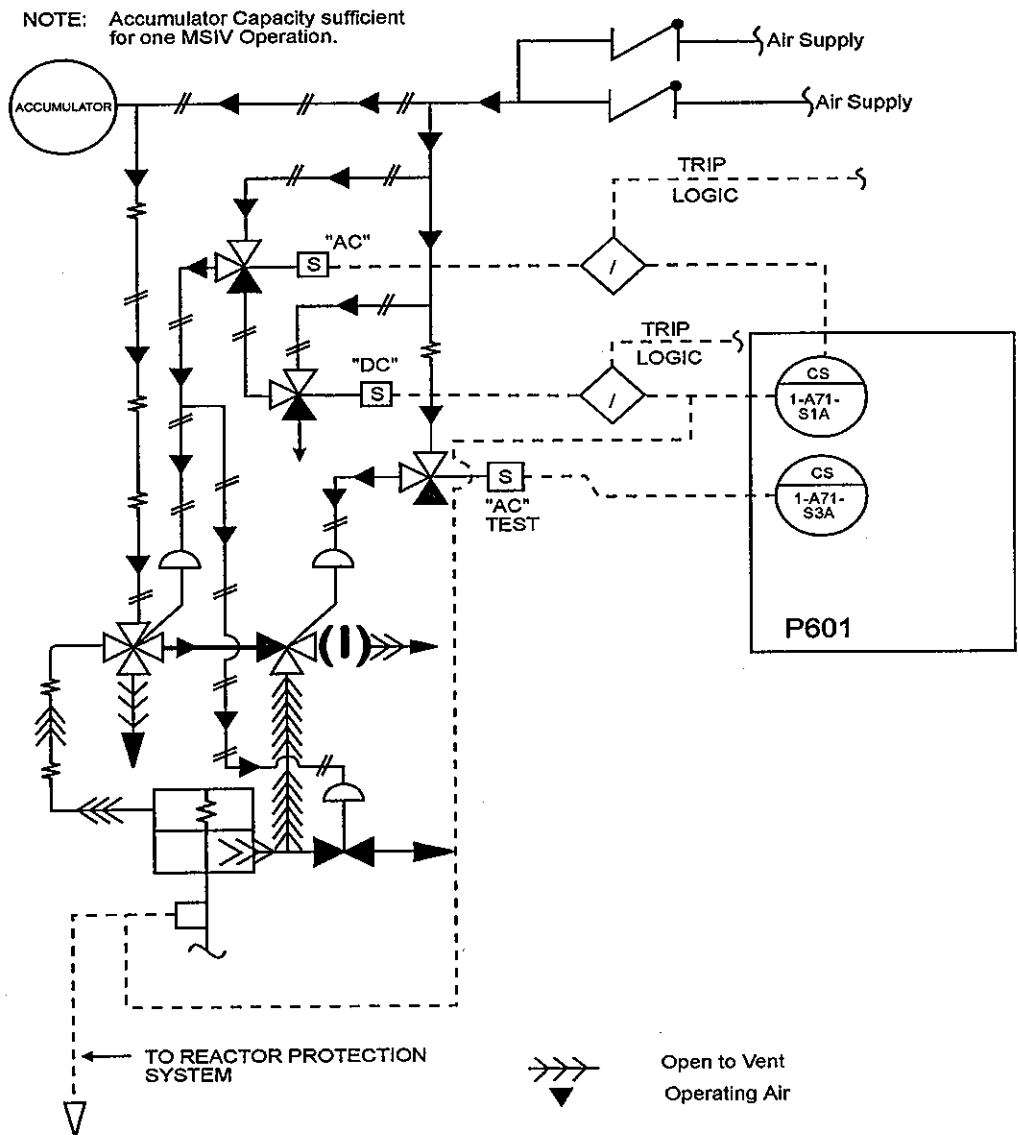 NOTE: Accumulator Capacity sufficient
for one MSIV Operation.
Air Supply
ACCUMULATOR
Air Supply
TRIP
LOGIC
"AC"
S
/
TRIP
LOGIC
"DC"
S
/
CS
1-A71-
S1A
S
"AC"
TEST
CS
1-A71-
S3A
(I)
P601
TO REACTOR PROTECTION
SYSTEM
Open to Vent
Operating Air